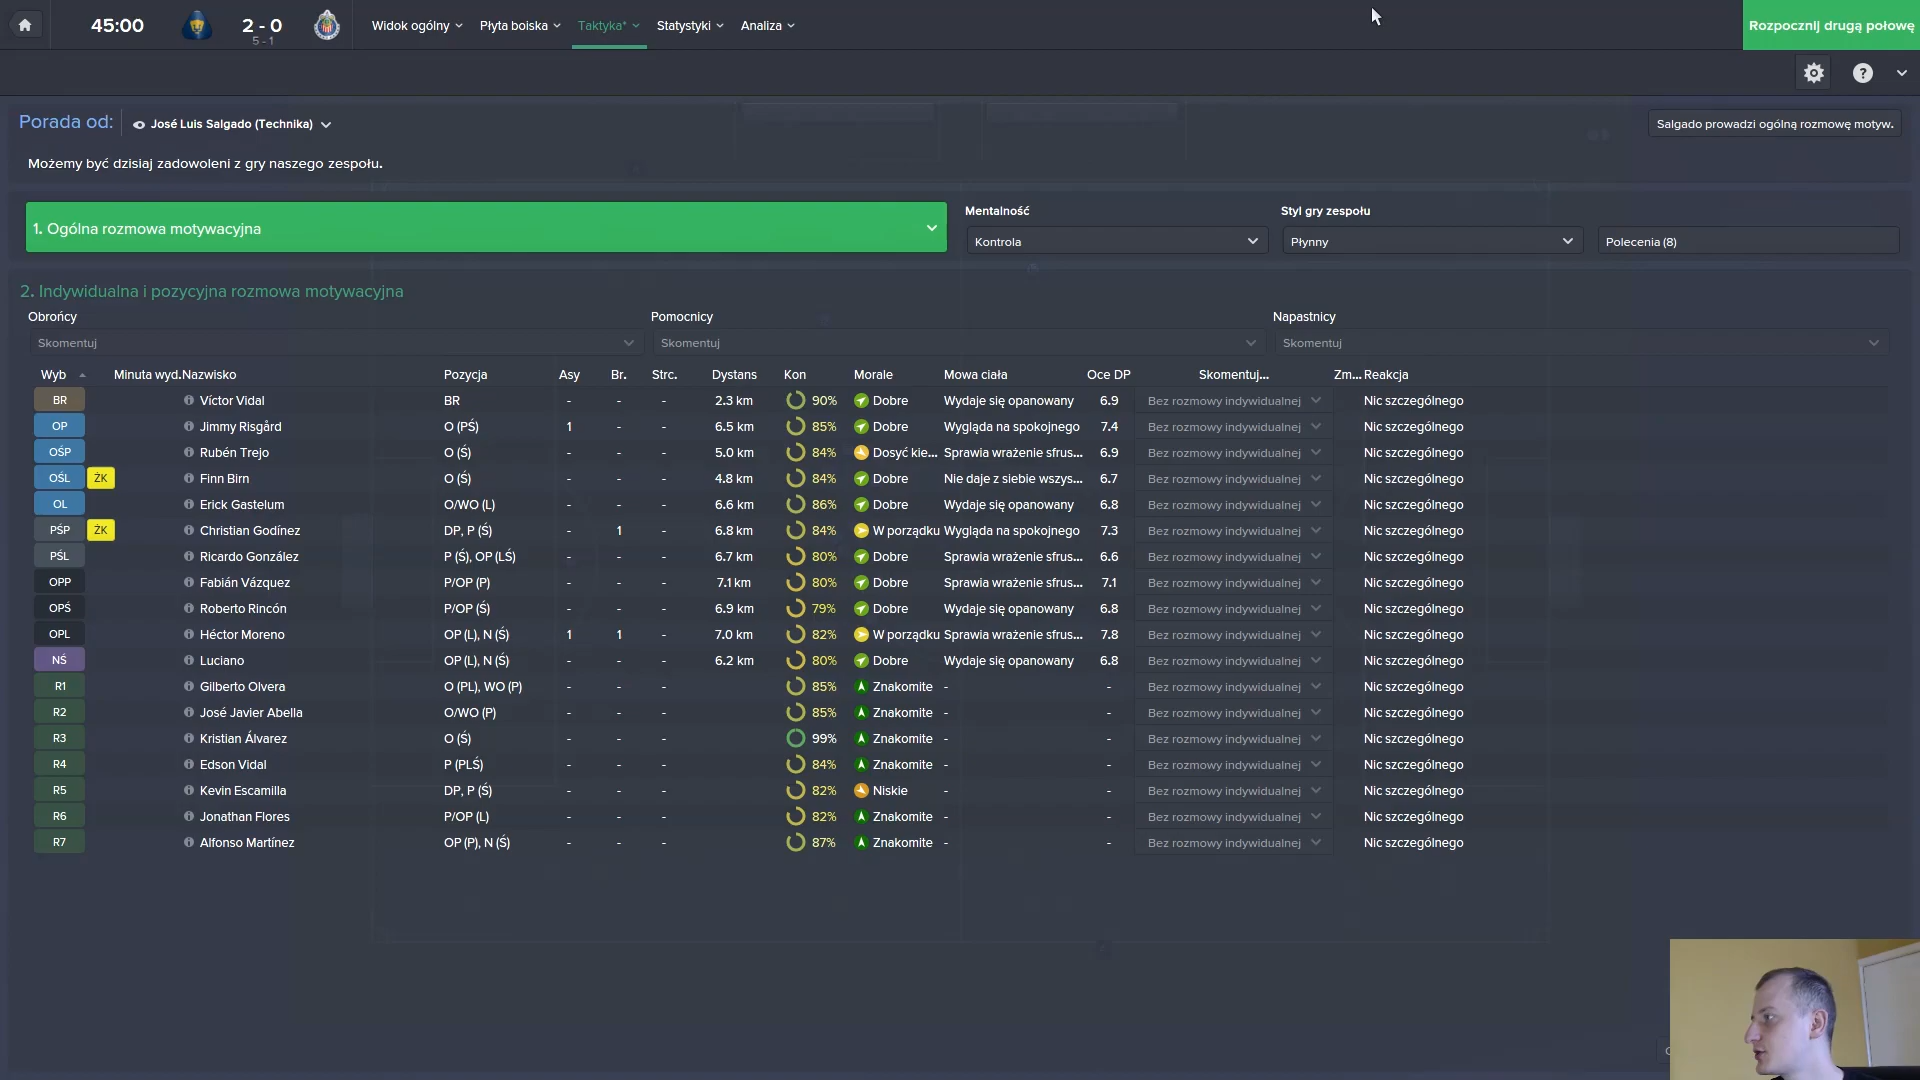 45:00
2 - 0
5 - 1
Widok ogólny
Płyta boiska
Taktyka*
Statystyki
Analiza
Rozpocznij drugą połowę
Porada od:
José Luis Salgado (Technika)
Salgado prowadzi ogólną rozmowę motyw.
Możemy być dzisiaj zadowoleni z gry naszego zespołu.
1. Ogólna rozmowa motywacyjna
Mentalność
Kontrola
Styl gry zespołu
Płynny
Polecenia (8)
2. Indywidualna i pozycyjna rozmowa motywacyjna
Obrońcy
Skomentuj
Pomocnicy
Skomentuj
Napastnicy
Skomentuj
Wyb Minuta wyd. Nazwisko Pozycja Asy Br. Strc. Dystans Kon Morale Mowa ciała Oce DP Skomentuj... Zm... Reakcja
BR Víctor Vidal BR - - - 2.3 km 90% Dobre Wydaje się opanowany 6.9 Bez rozmowy indywidualnej Nic szczególnego
OP Jimmy Risgård O (PŚ) 1 - - 6.5 km 85% Dobre Wygląda na spokojnego 7.4 Bez rozmowy indywidualnej Nic szczególnego
OŚP Rubén Trejo O (Ś) - - - 5.0 km 84% Dosyć kie... Sprawia wrażenie sfrus... 6.9 Bez rozmowy indywidualnej Nic szczególnego
OŚL ŻK Finn Birn O (Ś) - - - 4.8 km 84% Dobre Nie daje z siebie wszys... 6.7 Bez rozmowy indywidualnej Nic szczególnego
OL Erick Gastelum O/WO (L) - - - 6.6 km 86% Dobre Wydaje się opanowany 6.8 Bez rozmowy indywidualnej Nic szczególnego
PŚP ŻK Christian Godínez DP, P (Ś) - 1 - 6.8 km 84% W porządku Wygląda na spokojnego 7.3 Bez rozmowy indywidualnej Nic szczególnego
PŚL Ricardo González P (Ś), OP (LŚ) - - - 6.7 km 80% Dobre Sprawia wrażenie sfrus... 6.6 Bez rozmowy indywidualnej Nic szczególnego
OPP Fabián Vázquez P/OP (P) - - - 7.1 km 80% Dobre Sprawia wrażenie sfrus... 7.1 Bez rozmowy indywidualnej Nic szczególnego
OPŚ Roberto Rincón P/OP (Ś) - - - 6.9 km 79% Dobre Wydaje się opanowany 6.8 Bez rozmowy indywidualnej Nic szczególnego
OPL Héctor Moreno OP (L), N (Ś) 1 1 - 7.0 km 82% W porządku Sprawia wrażenie sfrus... 7.8 Bez rozmowy indywidualnej Nic szczególnego
NŚ Luciano OP (L), N (Ś) - - - 6.2 km 80% Dobre Wydaje się opanowany 6.8 Bez rozmowy indywidualnej Nic szczególnego
R1 Gilberto Olvera O (PL), WO (P) - - - 85% Znakomite - - Bez rozmowy indywidualnej Nic szczególnego
R2 José Javier Abella O/WO (P) - - - 85% Znakomite - - Bez rozmowy indywidualnej Nic szczególnego
R3 Kristian Álvarez O (Ś) - - - 99% Znakomite - - Bez rozmowy indywidualnej Nic szczególnego
R4 Edson Vidal P (PLŚ) - - - 84% Znakomite - - Bez rozmowy indywidualnej Nic szczególnego
R5 Kevin Escamilla DP, P (Ś) - - - 82% Niskie - - Bez rozmowy indywidualnej Nic szczególnego
R6 Jonathan Flores P/OP (L) - - - 82% Znakomite - - Bez rozmowy indywidualnej Nic szczególnego
R7 Alfonso Martínez OP (P), N (Ś) - - - 87% Znakomite - - Bez rozmowy indywidualnej Nic szczególnego